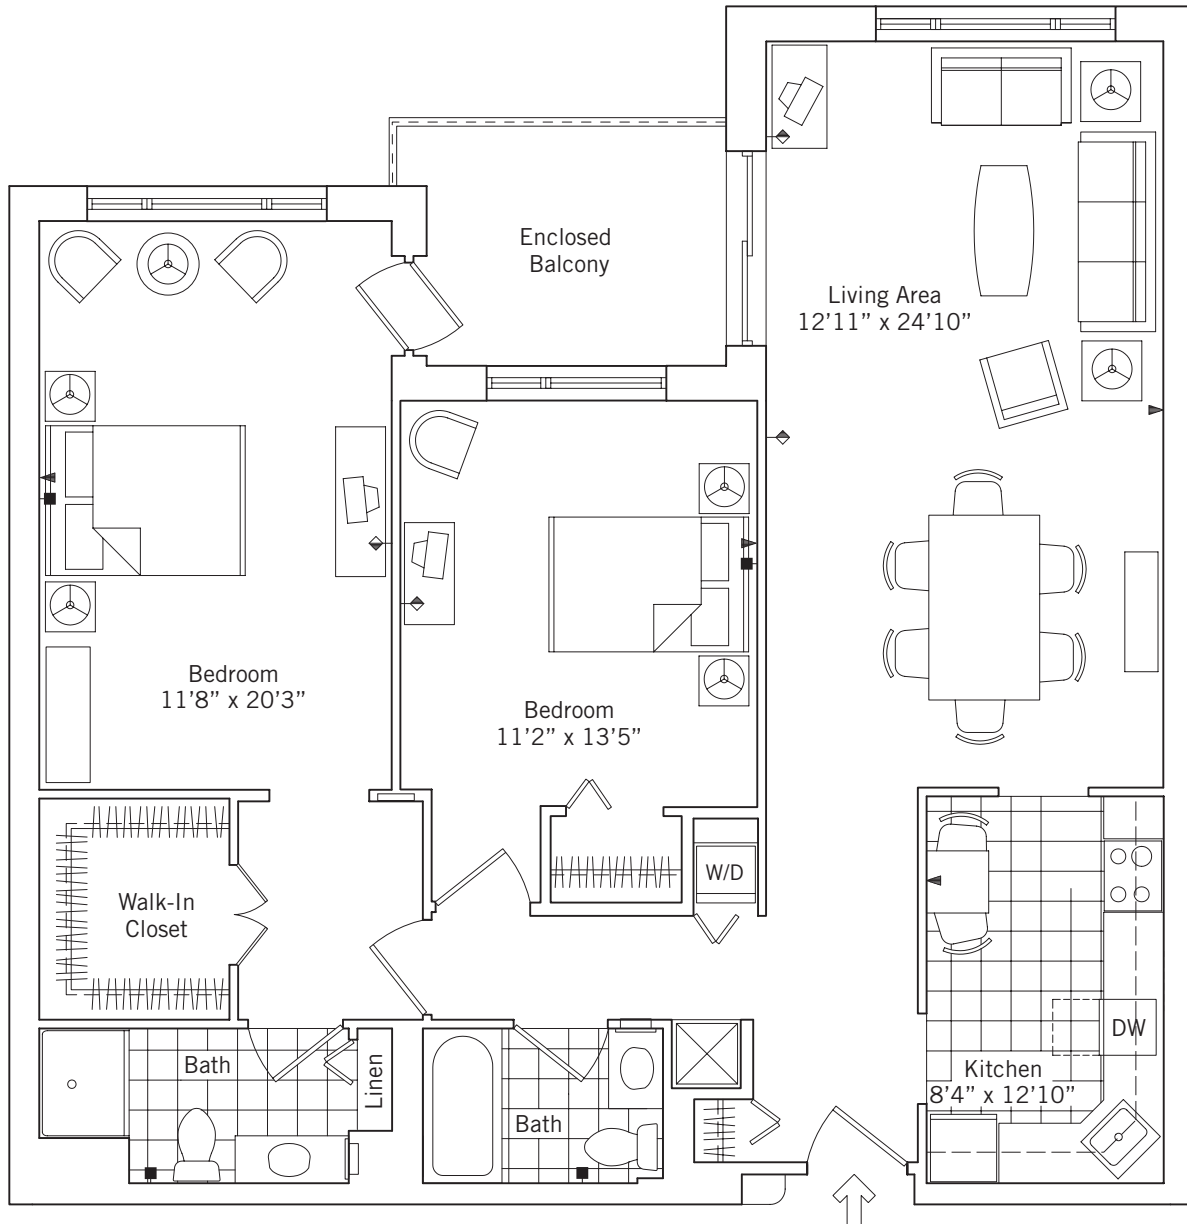 Enclosed
Balcony
Living Area
12’11” x 24’10”
Bedroom
11’8” x 20’3”
Bedroom
11’2” x 13’5”
W/D
Walk-In
Closet
DW
Bath
Linen
Bath
Kitchen
8’4” x 12’10”